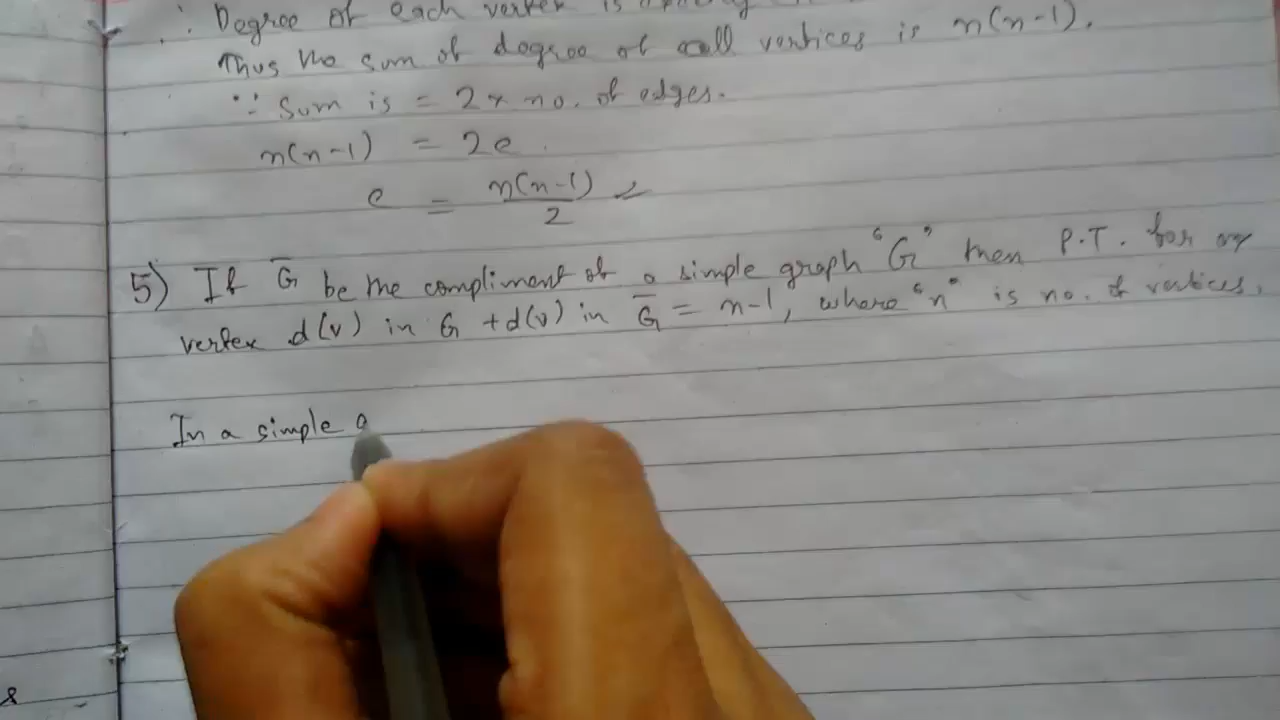 ∴ Degree of each vertex is
Thus the sum of degree of all vertices is n(n-1).
∵ Sum is = 2 x no. of edges.
n(n-1) = 2e.
e = n(n-1)/2
5) If G̅ be the compliment of a simple graph "G" then P.T. for any
vertex d(v) in G + d(v) in G̅ = n-1, where "n" is no. of vertices.
In a simple
8